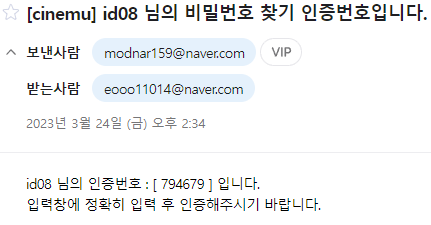 [cinemu] id08 님의 비밀번호 찾기 인증번호입니다.
보낸사람 modnar159@naver.com VIP
받는사람 eooo11014@naver.com
2023년 3월 24일 (금) 오후 2:34
id08 님의 인증번호 : [ 794679 ] 입니다.
입력창에 정확히 입력 후 인증해주시기 바랍니다.